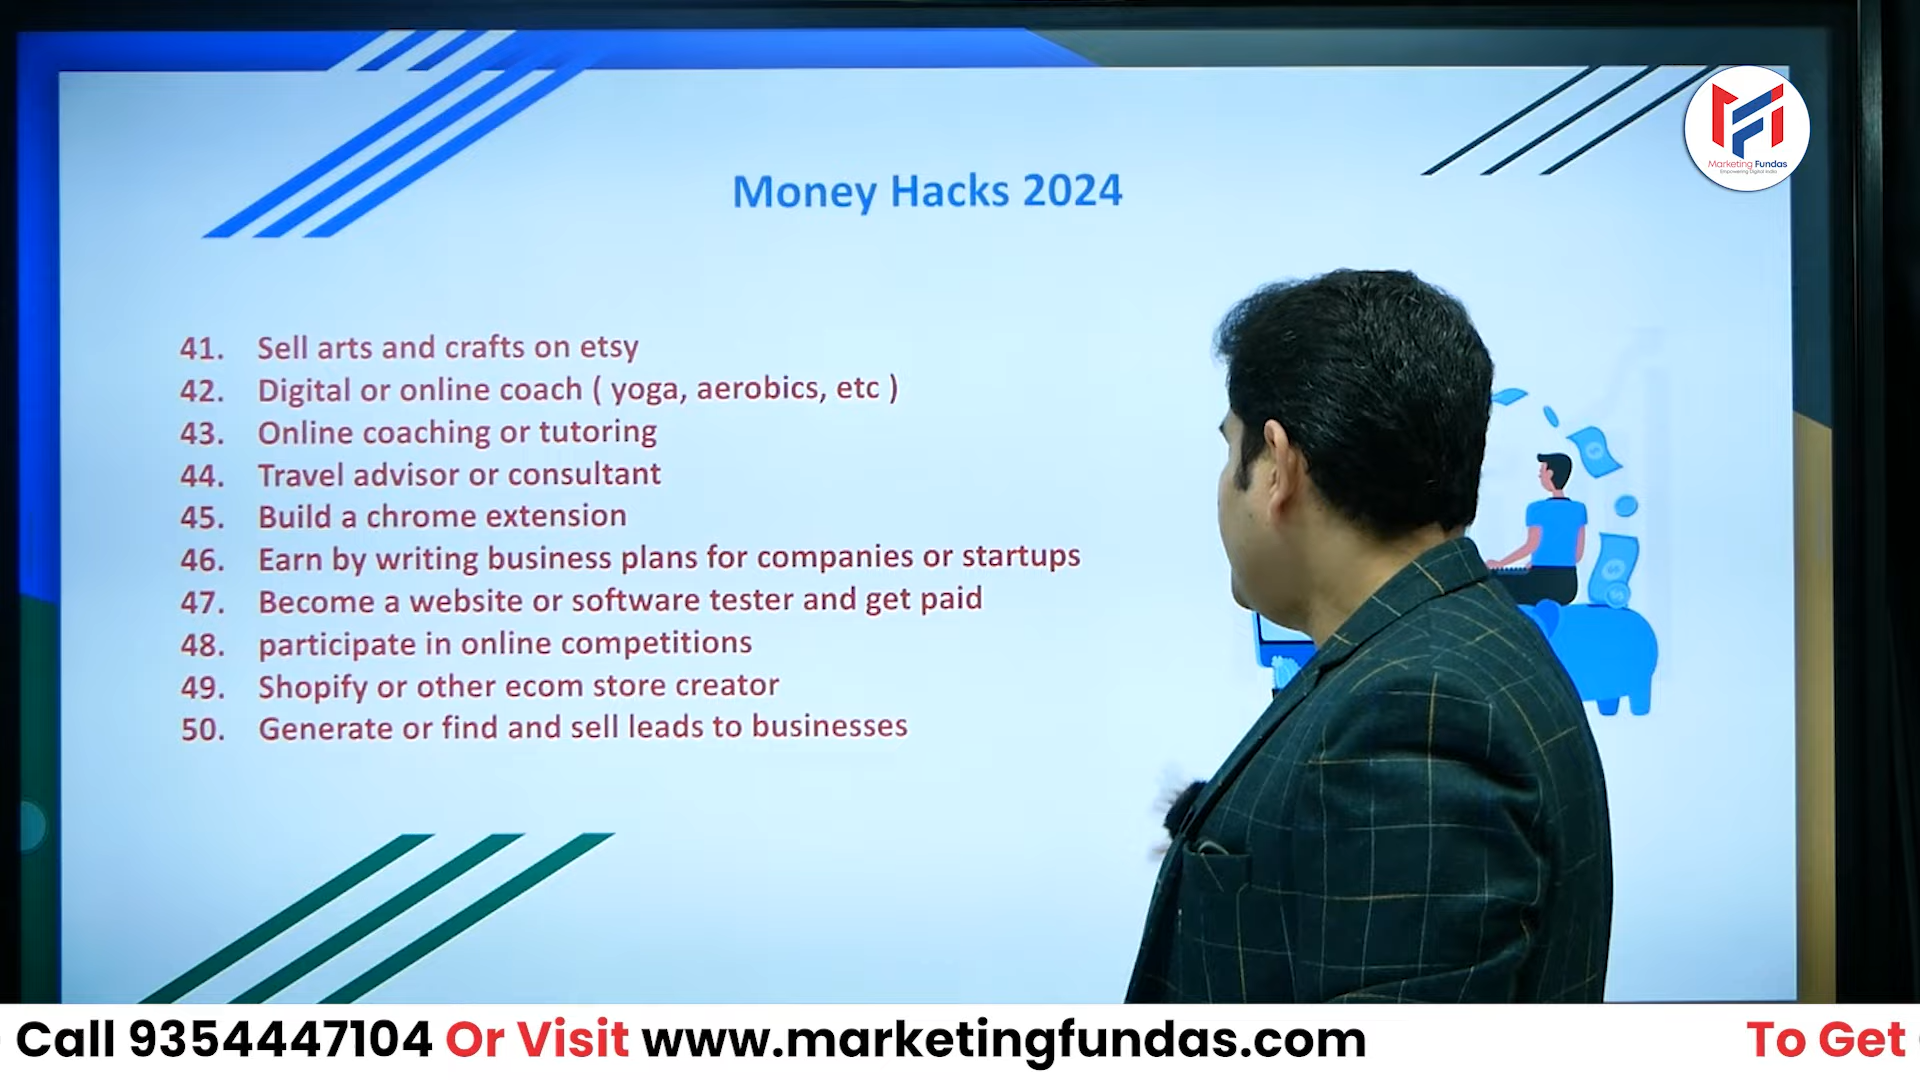 Marketing Fundas
Empowering Digital India
Money Hacks 2024
41. Sell arts and crafts on etsy
42. Digital or online coach ( yoga, aerobics, etc )
43. Online coaching or tutoring
44. Travel advisor or consultant
45. Build a chrome extension
46. Earn by writing business plans for companies or startups
47. Become a website or software tester and get paid
48. participate in online competitions
49. Shopify or other ecom store creator
50. Generate or find and sell leads to businesses
Call 9354447104 Or Visit www.marketingfundas.com To Get